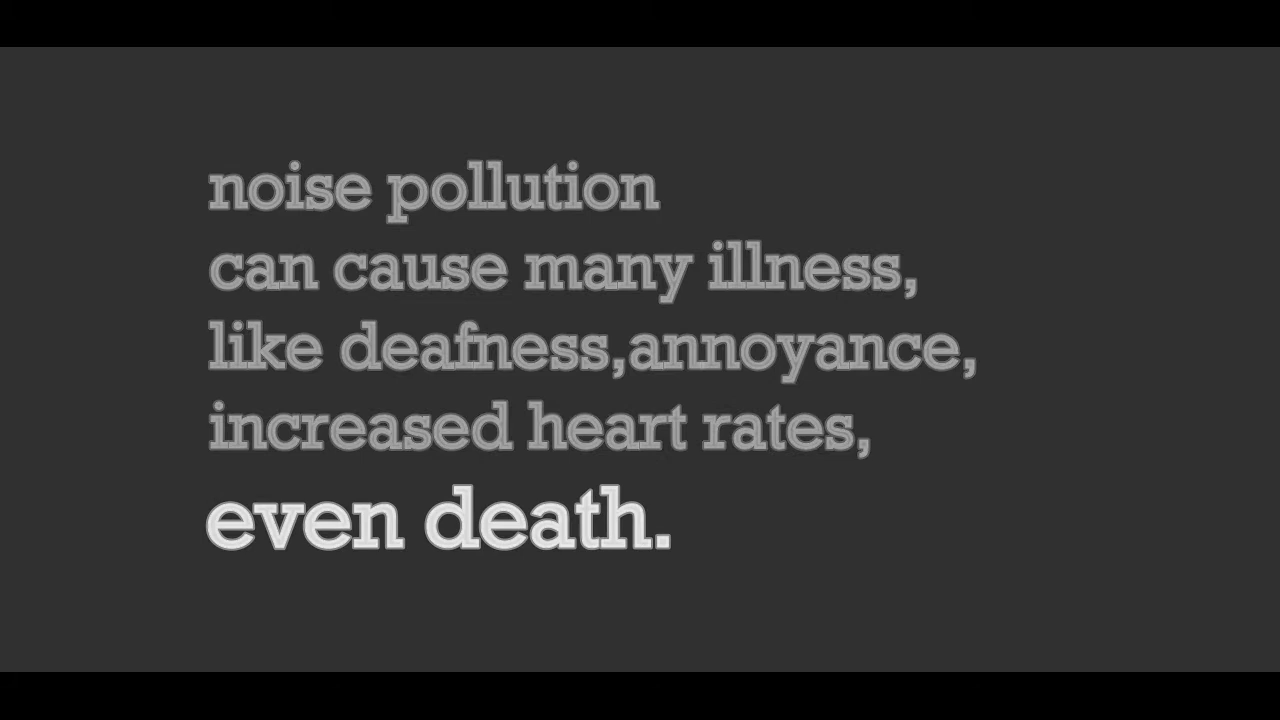 noise pollution
can cause many illness,
like deafness,annoyance,
increased heart rates,
even death.